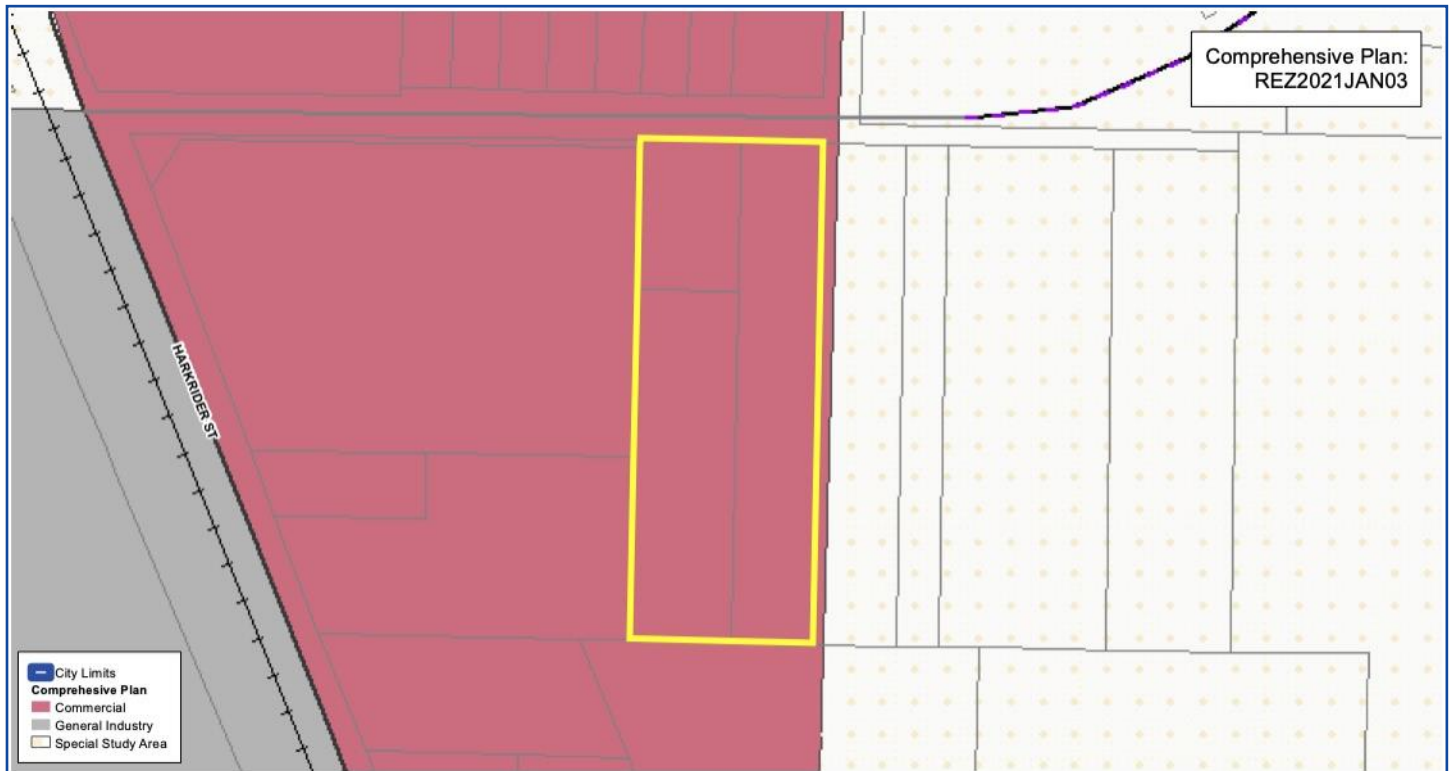 Comprehensive Plan:
REZ2021JAN03
HARKRIDER ST
City Limits
Comprehesive Plan
Commercial
General Industry
Special Study Area